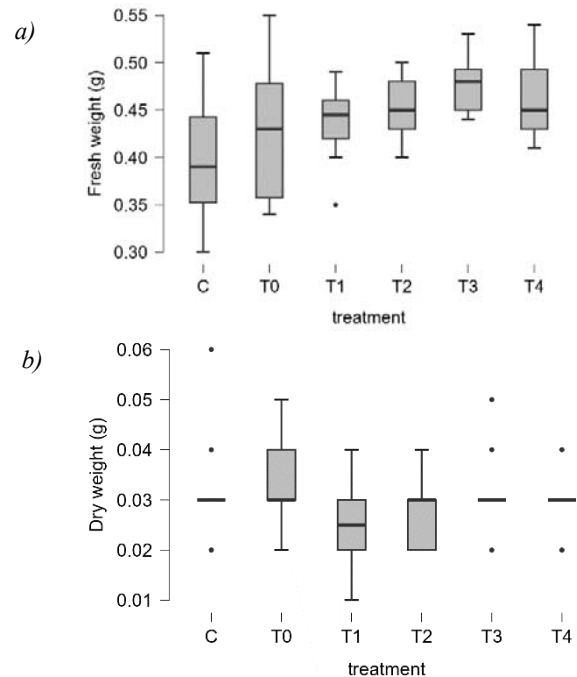 a)
Fresh weight (g)
0.55
0.50
0.45
0.40
0.35
0.30
C T0 T1 T2 T3 T4
treatment
b)
Dry weight (g)
0.06
0.05
0.04
0.03
0.02
0.01
C T0 T1 T2 T3 T4
treatment